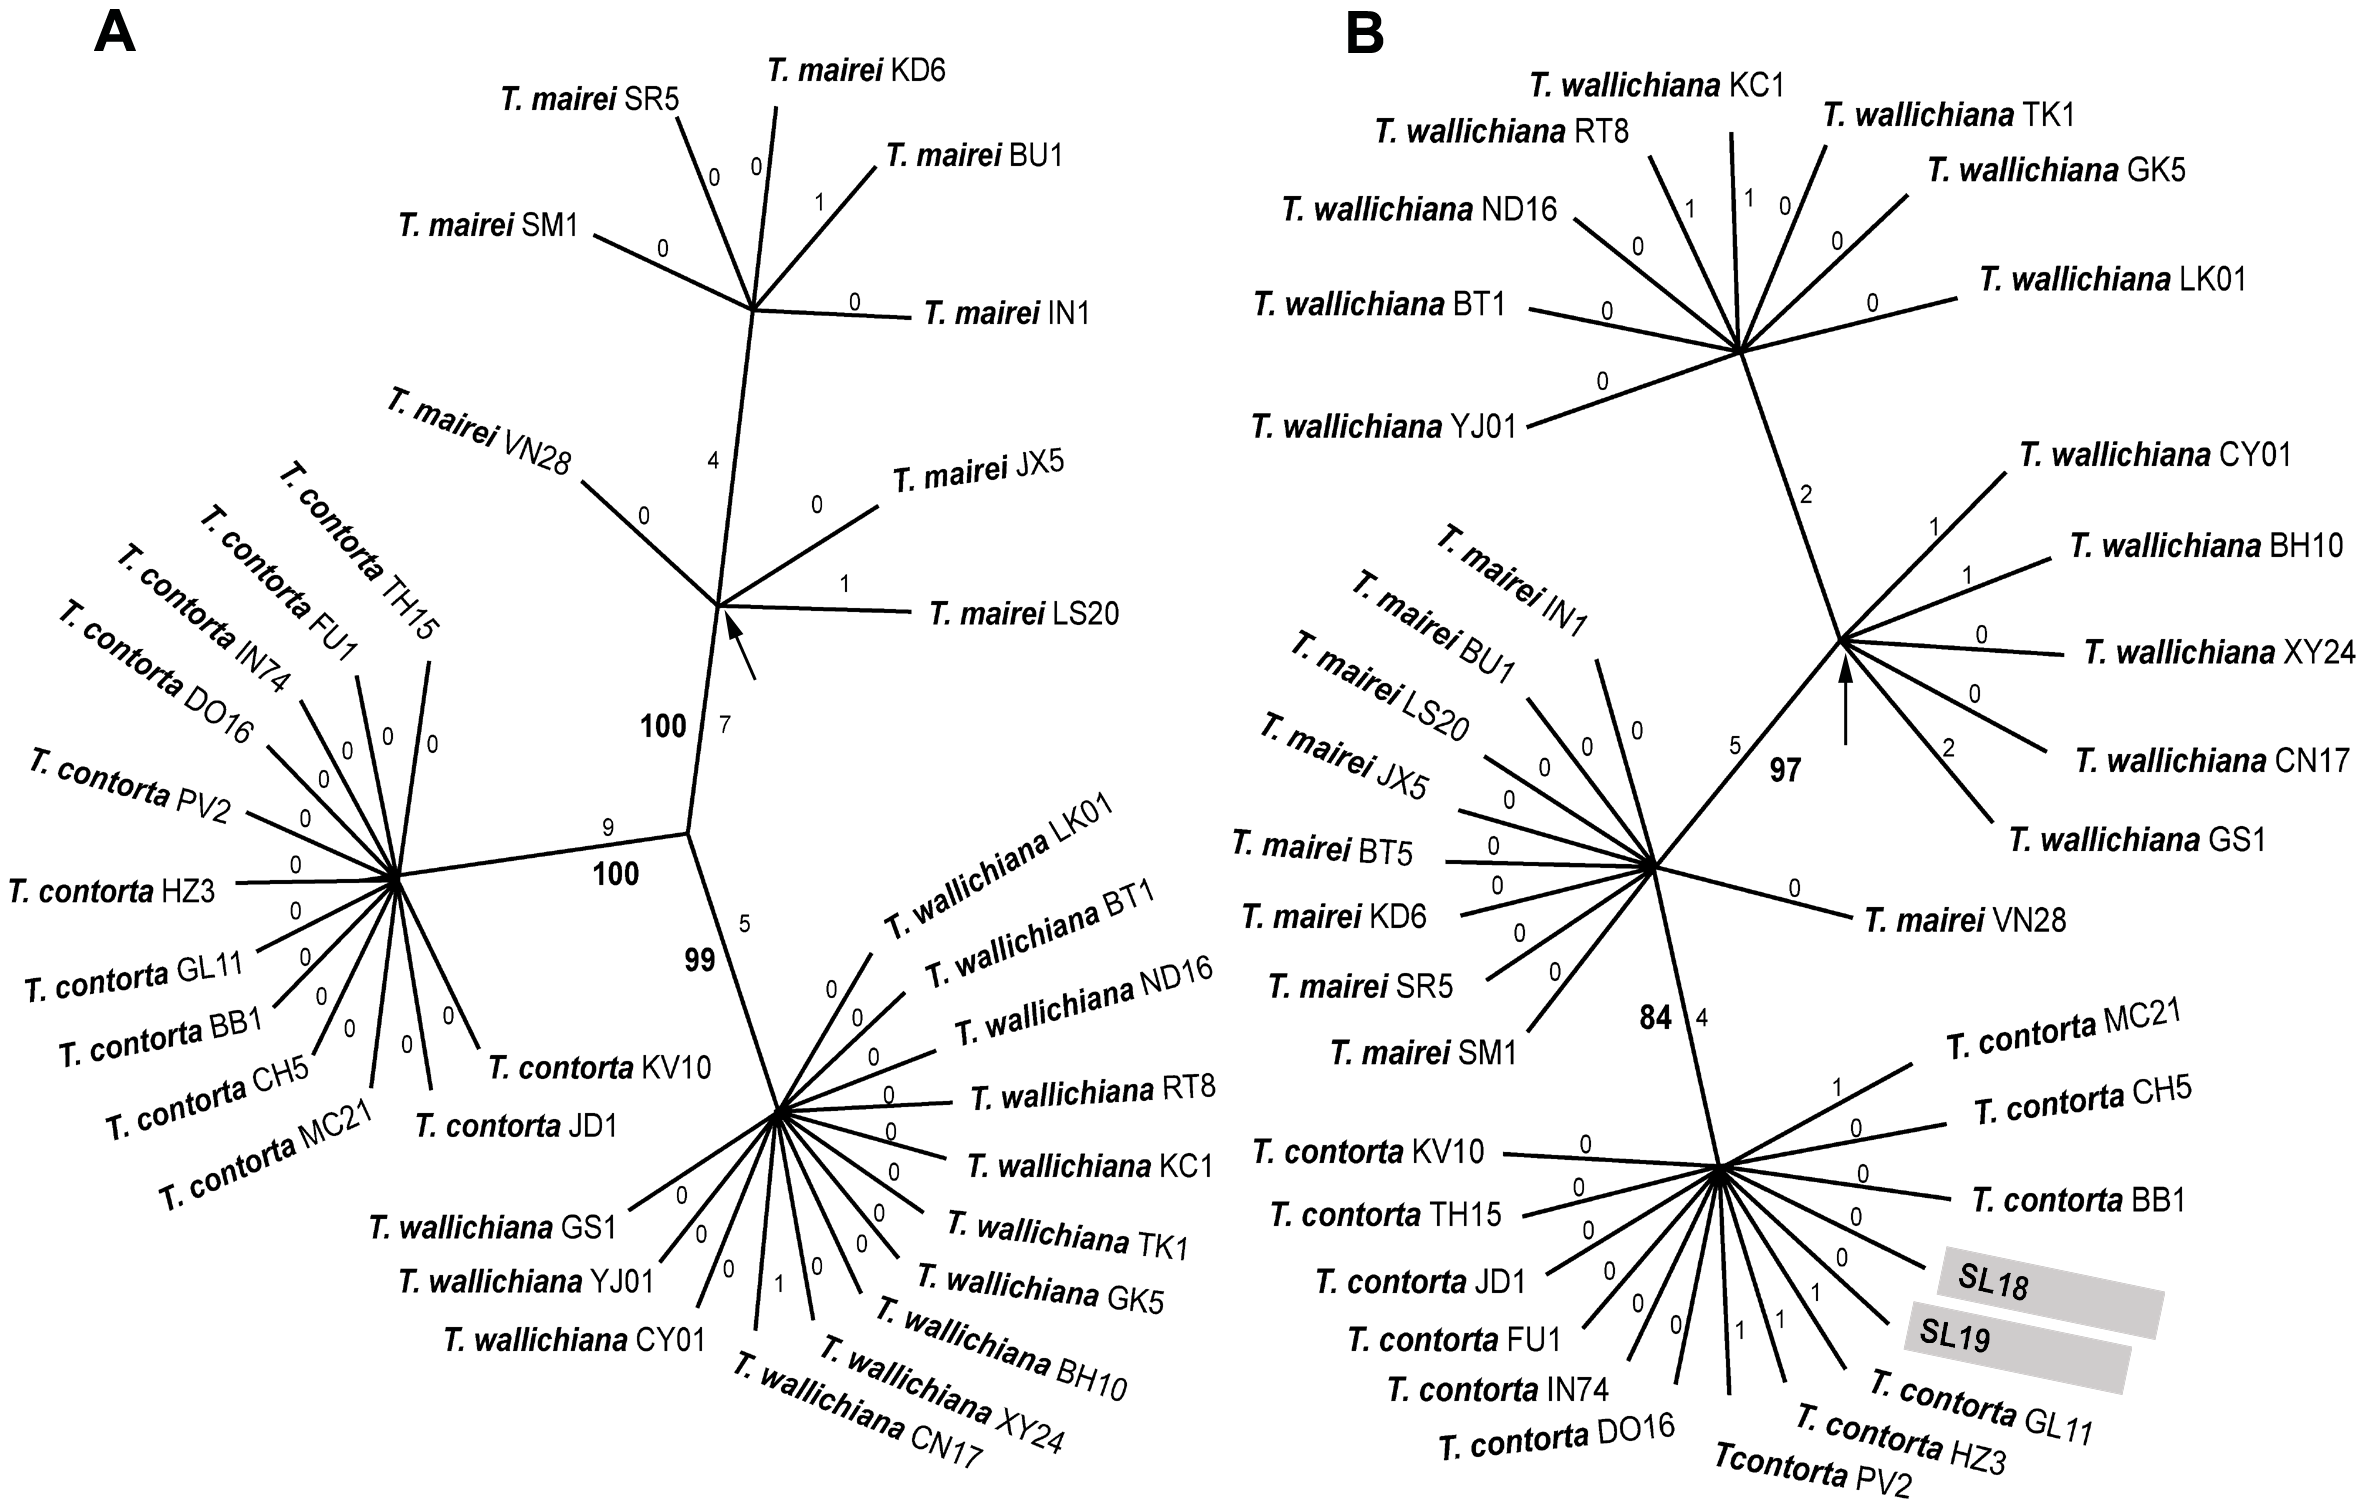 A
T. mairei KD6
T. mairei SR5
T. mairei BU1
T. mairei SM1
T. mairei IN1
0
0
0
1
0
4
T. mairei VN28
T. mairei JX5
T. mairei LS20
0
0
1
100
7
T. contorta TH15
T. contorta FU1
T. contorta IN74
T. contorta DO16
T. contorta PV2
T. contorta HZ3
T. contorta GL11
T. contorta BB1
T. contorta CH5
T. contorta MC21
T. contorta JD1
T. contorta KV10
0
0
0
0
0
0
0
0
0
0
0
0
9
100
5
99
T. wallichiana LK01
T. wallichiana BT1
T. wallichiana ND16
T. wallichiana RT8
T. wallichiana KC1
T. wallichiana TK1
T. wallichiana GK5
T. wallichiana BH10
T. wallichiana XY24
T. wallichiana CN17
T. wallichiana CY01
T. wallichiana YJ01
T. wallichiana GS1
0
0
0
0
0
0
0
0
0
1
0
0
0
B
T. wallichiana KC1
T. wallichiana TK1
T. wallichiana RT8
T. wallichiana GK5
T. wallichiana ND16
T. wallichiana LK01
T. wallichiana BT1
T. wallichiana YJ01
1
1
0
0
0
0
0
0
2
T. wallichiana CY01
T. wallichiana BH10
T. wallichiana XY24
T. wallichiana CN17
T. wallichiana GS1
1
1
0
0
2
5
97
T. mairei IN1
T. mairei BU1
T. mairei LS20
T. mairei JX5
T. mairei BT5
T. mairei KD6
T. mairei SR5
T. mairei SM1
T. mairei VN28
0
0
0
0
0
0
0
0
0
84
4
T. contorta MC21
T. contorta CH5
T. contorta BB1
SL18
SL19
T. contorta GL11
T. contorta HZ3
Tcontorta PV2
T. contorta DO16
T. contorta IN74
T. contorta FU1
T. contorta JD1
T. contorta TH15
T. contorta KV10
1
0
0
0
0
1
1
1
0
0
0
0
0
0